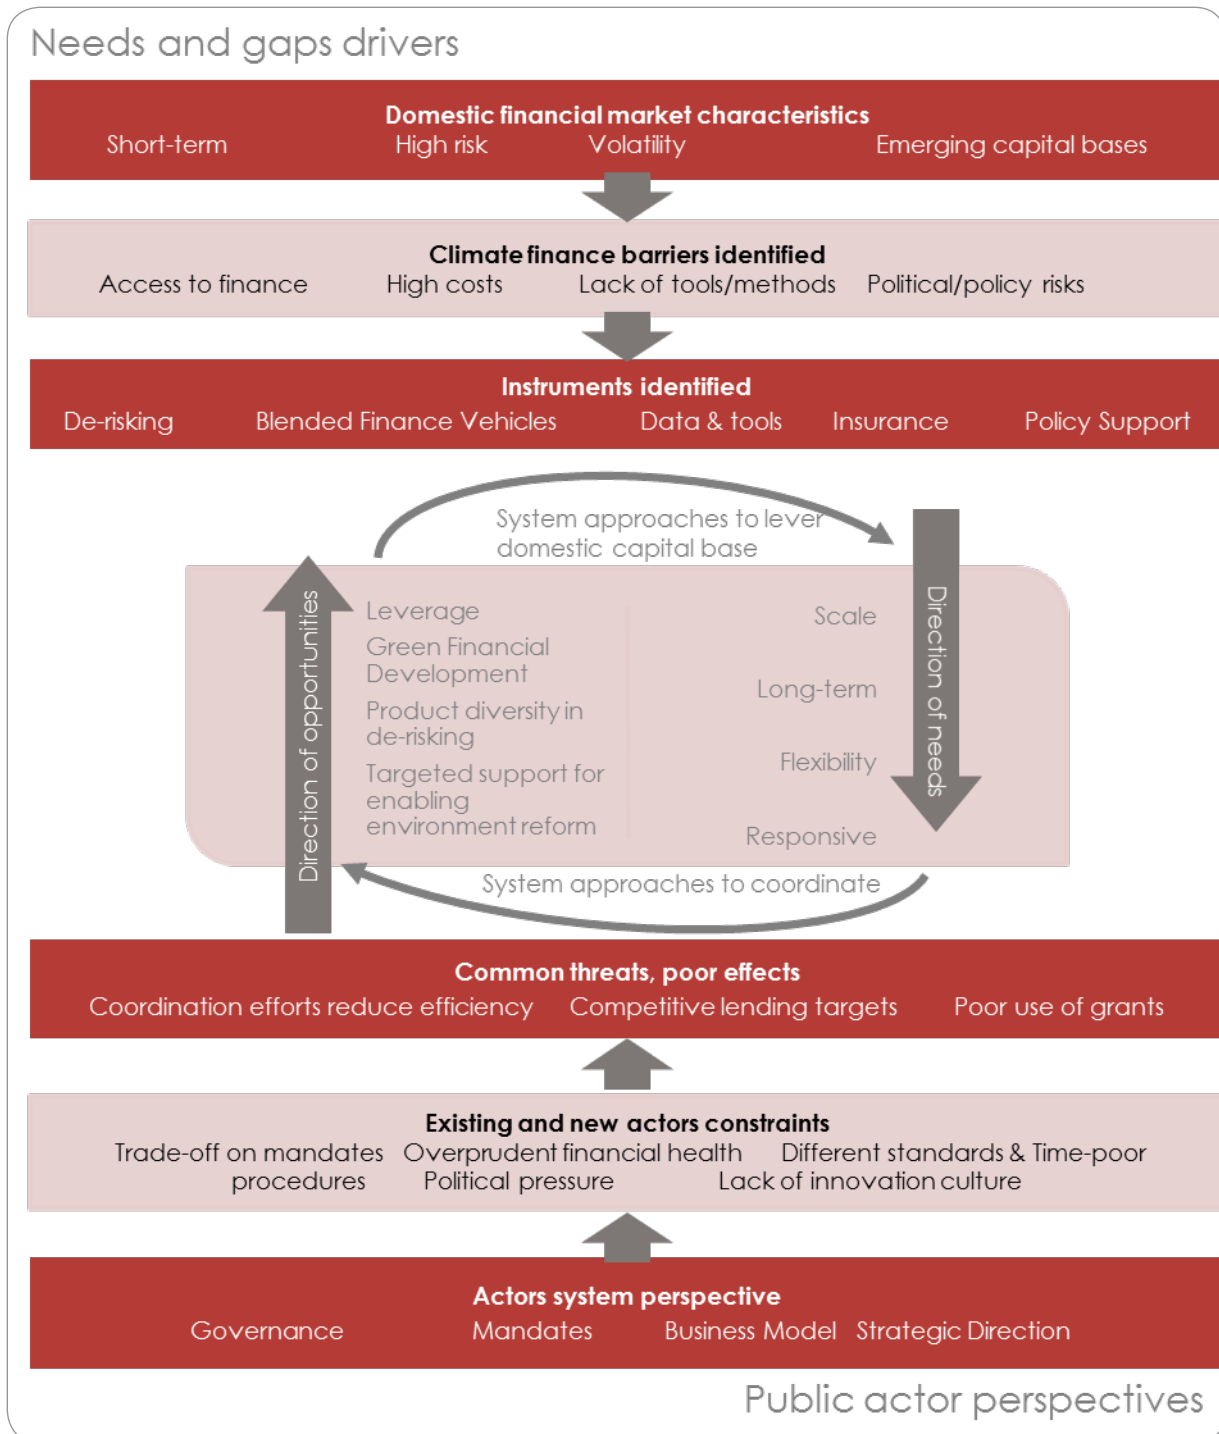 Needs and gaps drivers
Domestic financial market characteristics
Short-term High risk Volatility Emerging capital bases
Climate finance barriers identified
Access to finance High costs Lack of tools/methods Political/policy risks
Instruments identified
De-risking Blended Finance Vehicles Data & tools Insurance Policy Support
System approaches to lever
domestic capital base
Direction of opportunities
Leverage
Green Financial
Development
Product diversity in
de-risking
Targeted support for
enabling
environment reform
Scale
Long-term
Flexibility
Responsive
Direction of needs
System approaches to coordinate
Common threats, poor effects
Coordination efforts reduce efficiency Competitive lending targets Poor use of grants
Existing and new actors constraints
Trade-off on mandates Overprudent financial health Different standards & Time-poor
procedures Political pressure Lack of innovation culture
Actors system perspective
Governance Mandates Business Model Strategic Direction
Public actor perspectives